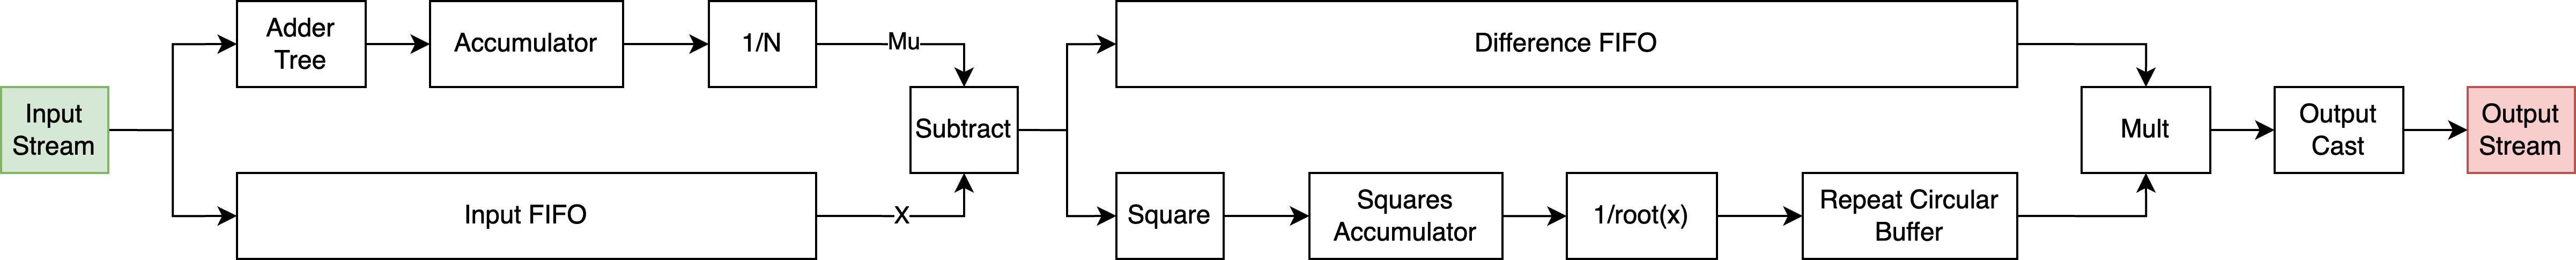 Input
Stream
Adder
Tree
Accumulator
1/N
Mu
Input FIFO
X
Subtract
Difference FIFO
Square
Squares
Accumulator
1/root(x)
Repeat Circular
Buffer
Mult
Output
Cast
Output
Stream